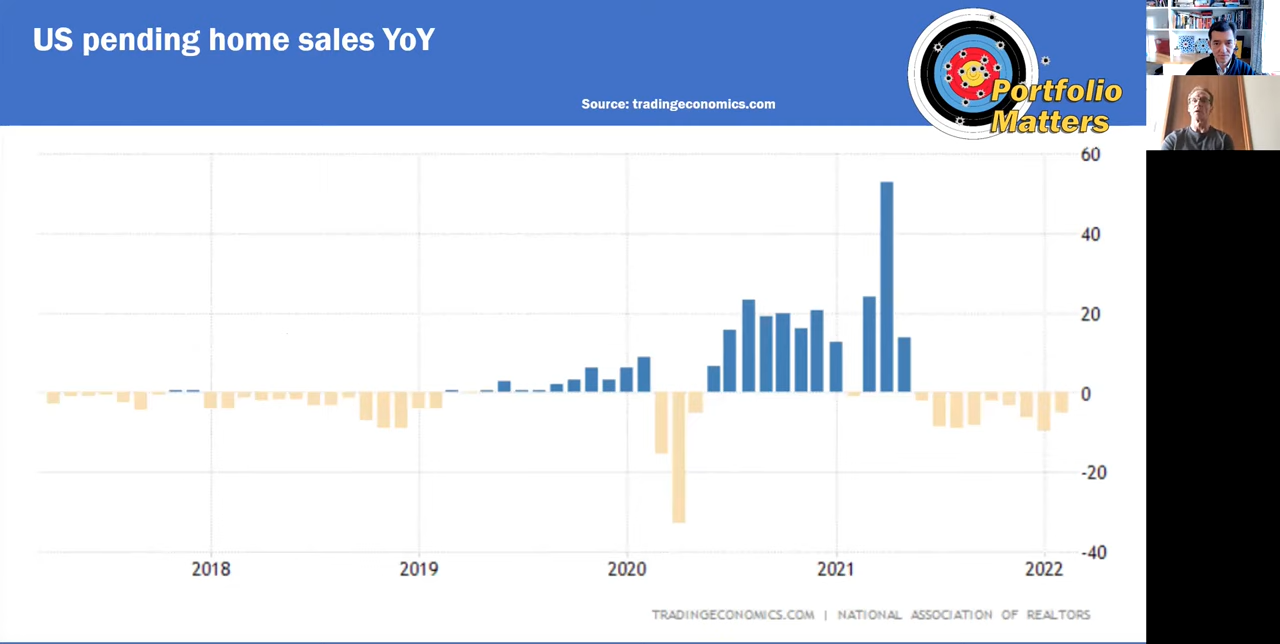 US pending home sales YoY
Source: tradingeconomics.com
Portfolio
Matters
60
40
20
0
-20
-40
2018 2019 2020 2021 2022
TRADINGECONOMICS.COM | NATIONAL ASSOCIATION OF REALTORS